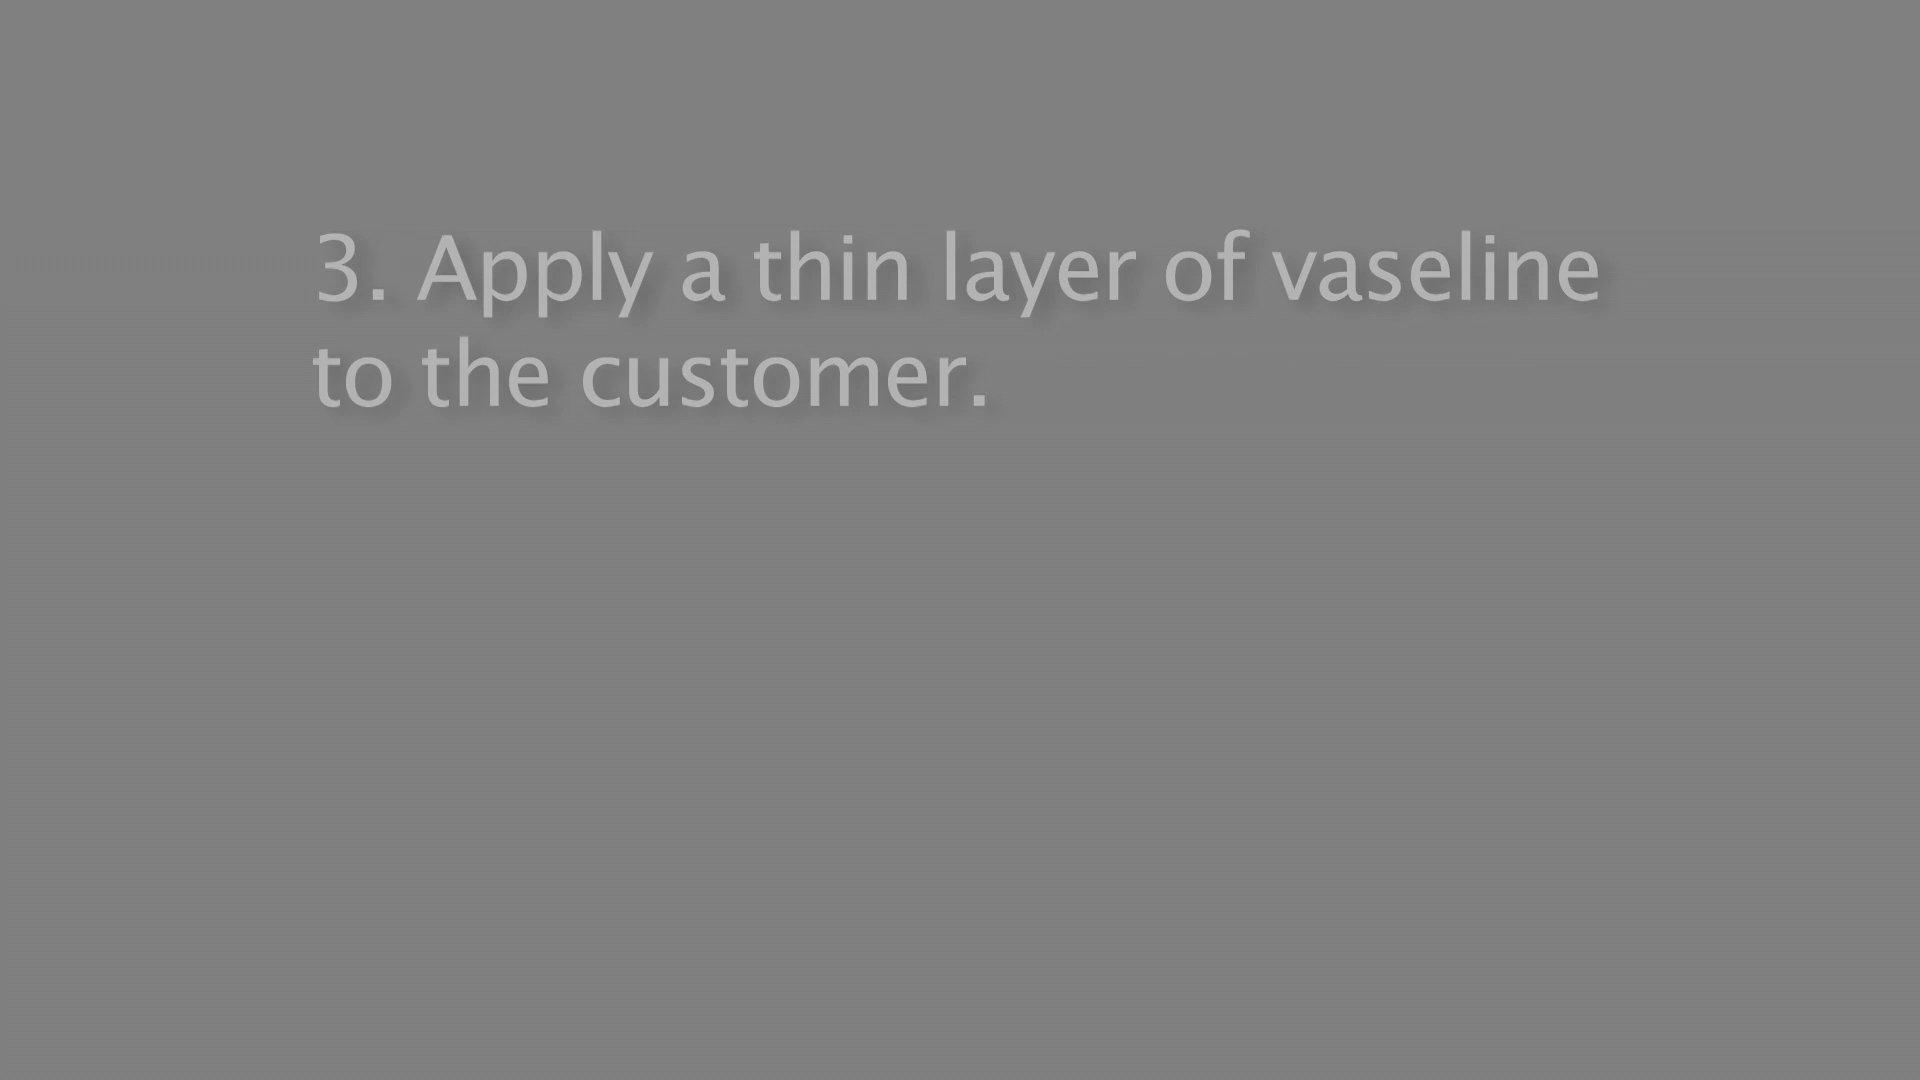 3. Apply a thin layer of vaseline
to the customer.